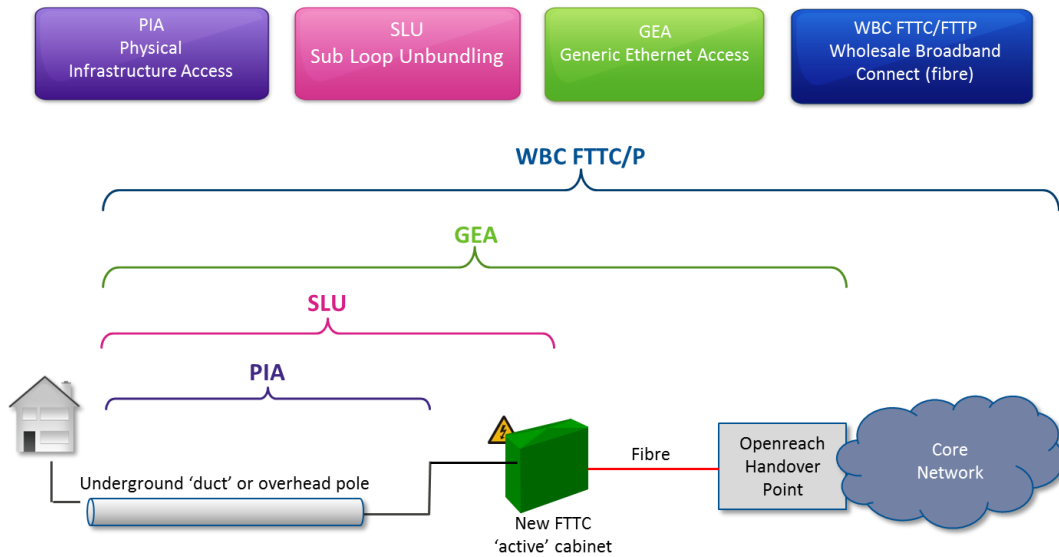 PIA
Physical
Infrastructure Access
SLU
Sub Loop Unbundling
GEA
Generic Ethernet Access
WBC FTTC/FTTP
Wholesale Broadband
Connect (fibre)
WBC FTTC/P
GEA
SLU
PIA
Underground ‘duct’ or overhead pole
New FTTC
‘active’ cabinet
Fibre
Openreach
Handover
Point
Core
Network